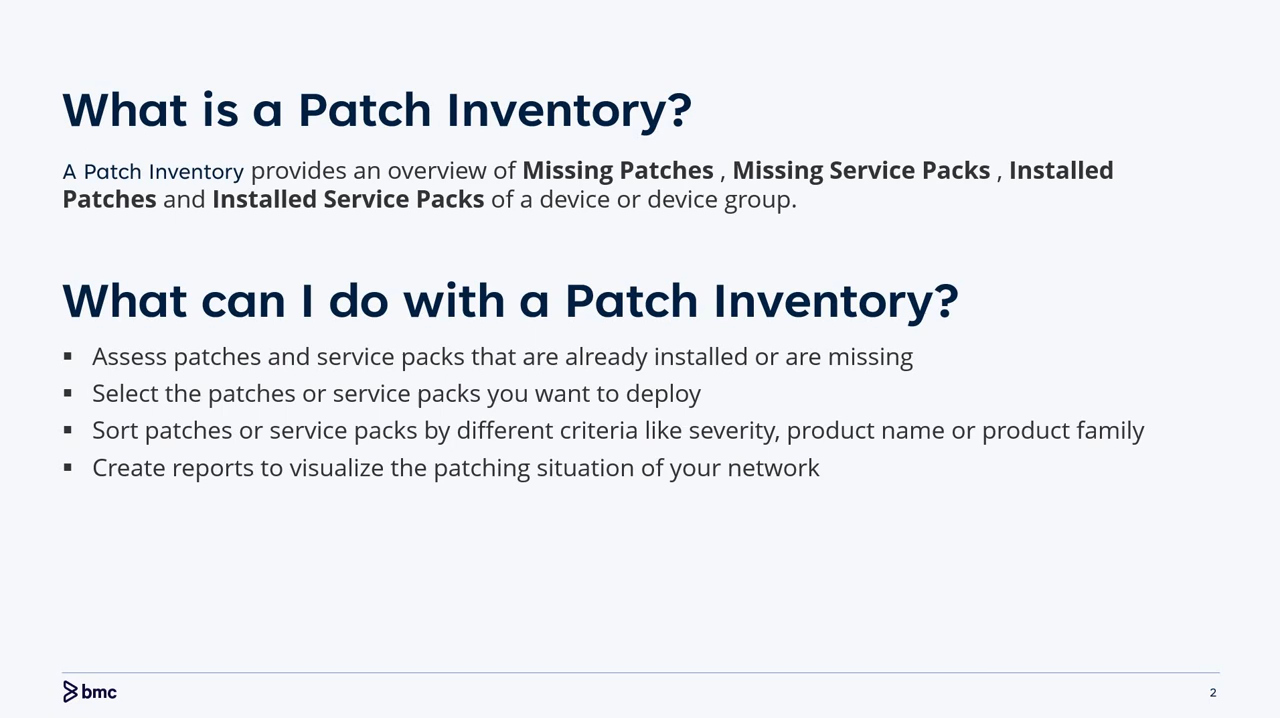 What is a Patch Inventory?
A Patch Inventory provides an overview of Missing Patches , Missing Service Packs , Installed
Patches and Installed Service Packs of a device or device group.
What can I do with a Patch Inventory?
▪ Assess patches and service packs that are already installed or are missing
▪ Select the patches or service packs you want to deploy
▪ Sort patches or service packs by different criteria like severity, product name or product family
▪ Create reports to visualize the patching situation of your network
bmc
2